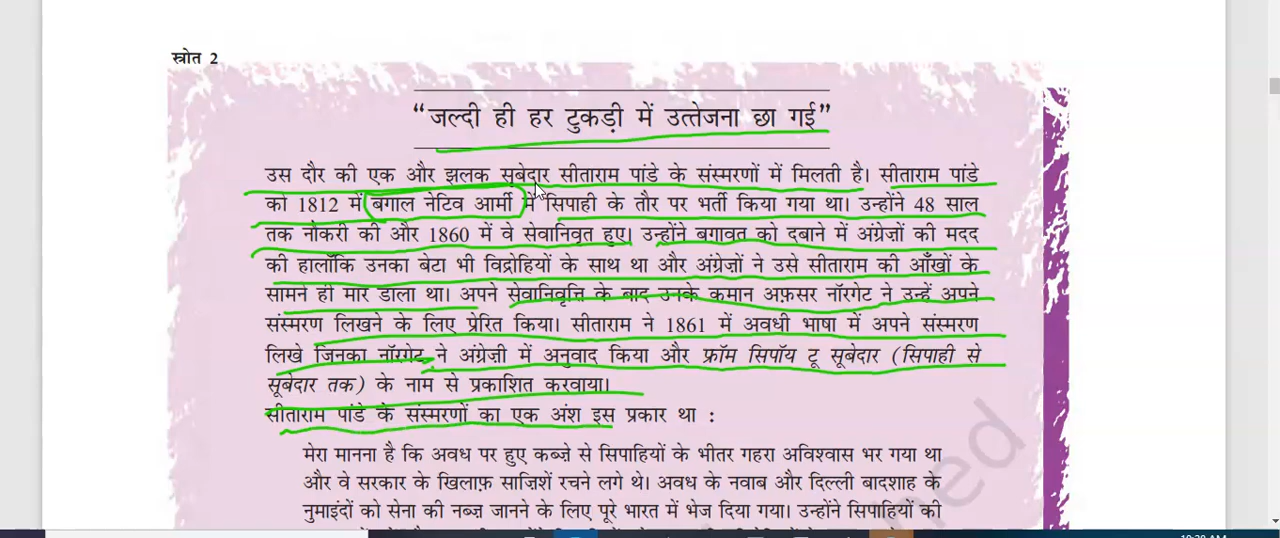 स्त्रोत 2
“जल्दी ही हर टुकड़ी में उत्तेजना छा गई”
उस दौर की एक और झलक सूबेदार सीताराम पांडे के संस्मरणों में मिलती है। सीताराम पांडे
को 1812 में बंगाल नेटिव आर्मी में सिपाही के तौर पर भर्ती किया गया था। उन्होंने 48 साल
तक नौकरी की और 1860 में वे सेवानिवृत हुए। उन्होंने बग़ावत को दबाने में अंग्रेज़ों की मदद
की हालाँकि उनका बेटा भी विद्रोहियों के साथ था और अंग्रेज़ों ने उसे सीताराम की आँखों के
सामने ही मार डाला था। अपने सेवानिवृत्ति के बाद उनके कमान अफ़सर नॉरगेट ने उन्हें अपने
संस्मरण लिखने के लिए प्रेरित किया। सीताराम ने 1861 में अवधी भाषा में अपने संस्मरण
लिखे जिनका नॉरगेट ने अंग्रेज़ी में अनुवाद किया और फ्रॉम सिपॉय टू सूबेदार (सिपाही से
सूबेदार तक) के नाम से प्रकाशित करवाया।
सीताराम पांडे के संस्मरणों का एक अंश इस प्रकार था :
मेरा मानना है कि अवध पर हुए कब्ज़े से सिपाहियों के भीतर गहरा अविश्वास भर गया था
और वे सरकार के खिलाफ़ साज़िशें रचने लगे थे। अवध के नवाब और दिल्ली बादशाह के
नुमाइंदों को सेना की नब्ज़ जानने के लिए पूरे भारत में भेज दिया गया। उन्होंने सिपाहियों की